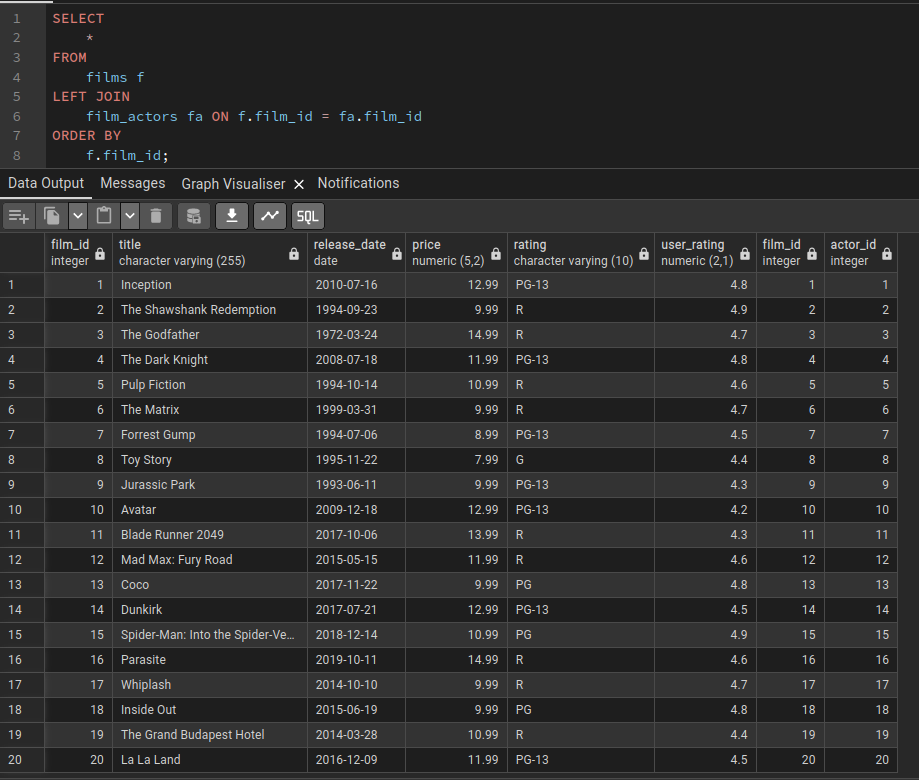 1 SELECT
2 *
3 FROM
4 films f
5 LEFT JOIN
6 film_actors fa ON f.film_id = fa.film_id
7 ORDER BY
8 f.film_id;
Data Output Messages Graph Visualiser × Notifications
SQL
film_id title release_date price rating user_rating film_id actor_id
integer character varying (255) date numeric (5,2) character varying (10) numeric (2,1) integer integer
1 1 Inception 2010-07-16 12.99 PG-13 4.8 1 1
2 2 The Shawshank Redemption 1994-09-23 9.99 R 4.9 2 2
3 3 The Godfather 1972-03-24 14.99 R 4.7 3 3
4 4 The Dark Knight 2008-07-18 11.99 PG-13 4.8 4 4
5 5 Pulp Fiction 1994-10-14 10.99 R 4.6 5 5
6 6 The Matrix 1999-03-31 9.99 R 4.7 6 6
7 7 Forrest Gump 1994-07-06 8.99 PG-13 4.5 7 7
8 8 Toy Story 1995-11-22 7.99 G 4.4 8 8
9 9 Jurassic Park 1993-06-11 9.99 PG-13 4.3 9 9
10 10 Avatar 2009-12-18 12.99 PG-13 4.2 10 10
11 11 Blade Runner 2049 2017-10-06 13.99 R 4.3 11 11
12 12 Mad Max: Fury Road 2015-05-15 11.99 R 4.6 12 12
13 13 Coco 2017-11-22 9.99 PG 4.8 13 13
14 14 Dunkirk 2017-07-21 12.99 PG-13 4.5 14 14
15 15 Spider-Man: Into the Spider-Ve... 2018-12-14 10.99 PG 4.9 15 15
16 16 Parasite 2019-10-11 14.99 R 4.6 16 16
17 17 Whiplash 2014-10-10 9.99 R 4.7 17 17
18 18 Inside Out 2015-06-19 9.99 PG 4.8 18 18
19 19 The Grand Budapest Hotel 2014-03-28 10.99 R 4.4 19 19
20 20 La La Land 2016-12-09 11.99 PG-13 4.5 20 20